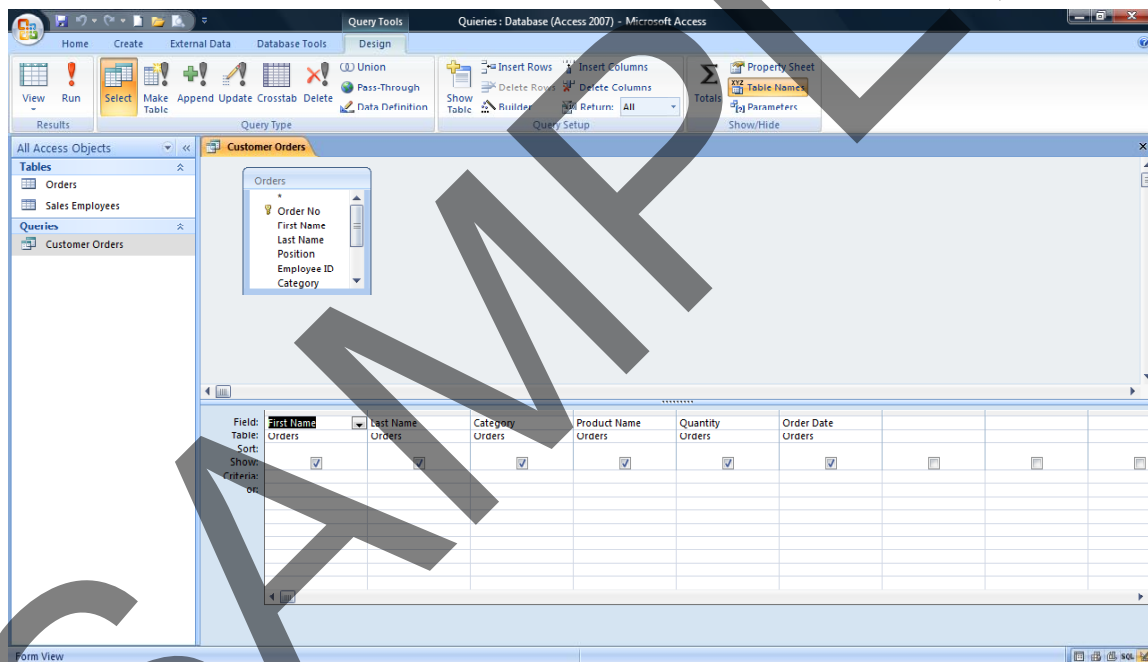 Query Tools
Quieries : Database (Access 2007) - Microsoft Access
Home Create External Data Database Tools Design
View Run Select Make Table Append Update Crosstab Delete
Union
Pass-Through
Data Definition
Show Table
Insert Rows
Delete Rows
Builder
Insert Columns
Delete Columns
Return: All
Totals
Property Sheet
Table Names
Parameters
Results Query Type Query Setup Show/Hide
All Access Objects
Customer Orders
Tables
Orders
Sales Employees
Queries
Customer Orders
Orders
*
Order No
First Name
Last Name
Position
Employee ID
Category
Field: First Name Last Name Category Product Name Quantity Order Date
Table: Orders Orders Orders Orders Orders Orders
Sort:
Show:
Criteria:
or:
Form View
SQL
SAMPLE